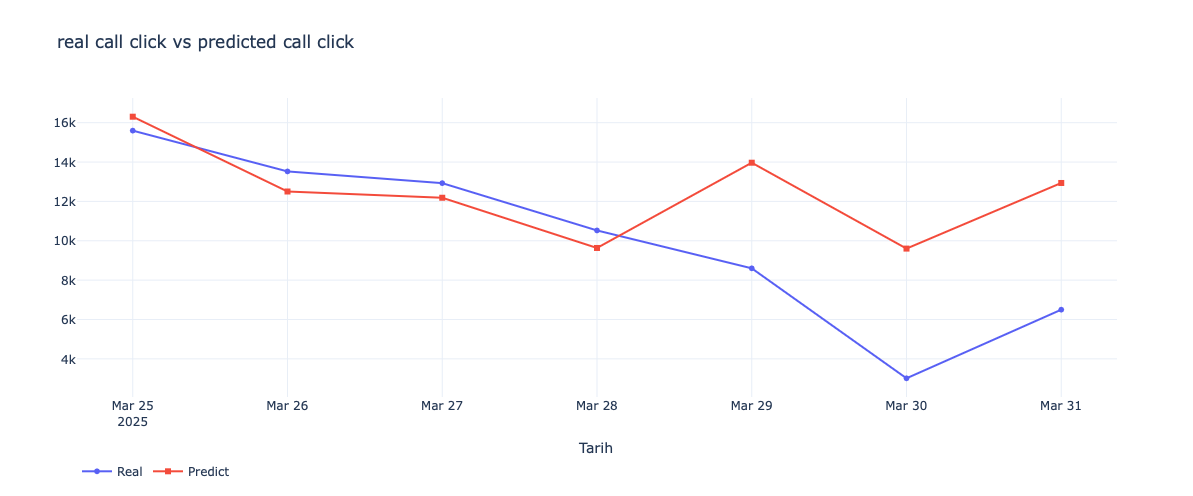 real call click vs predicted call click
16k
14k
12k
10k
8k
6k
4k
Mar 25
2025
Mar 26
Mar 27
Mar 28
Mar 29
Mar 30
Mar 31
Tarih
Real
Predict